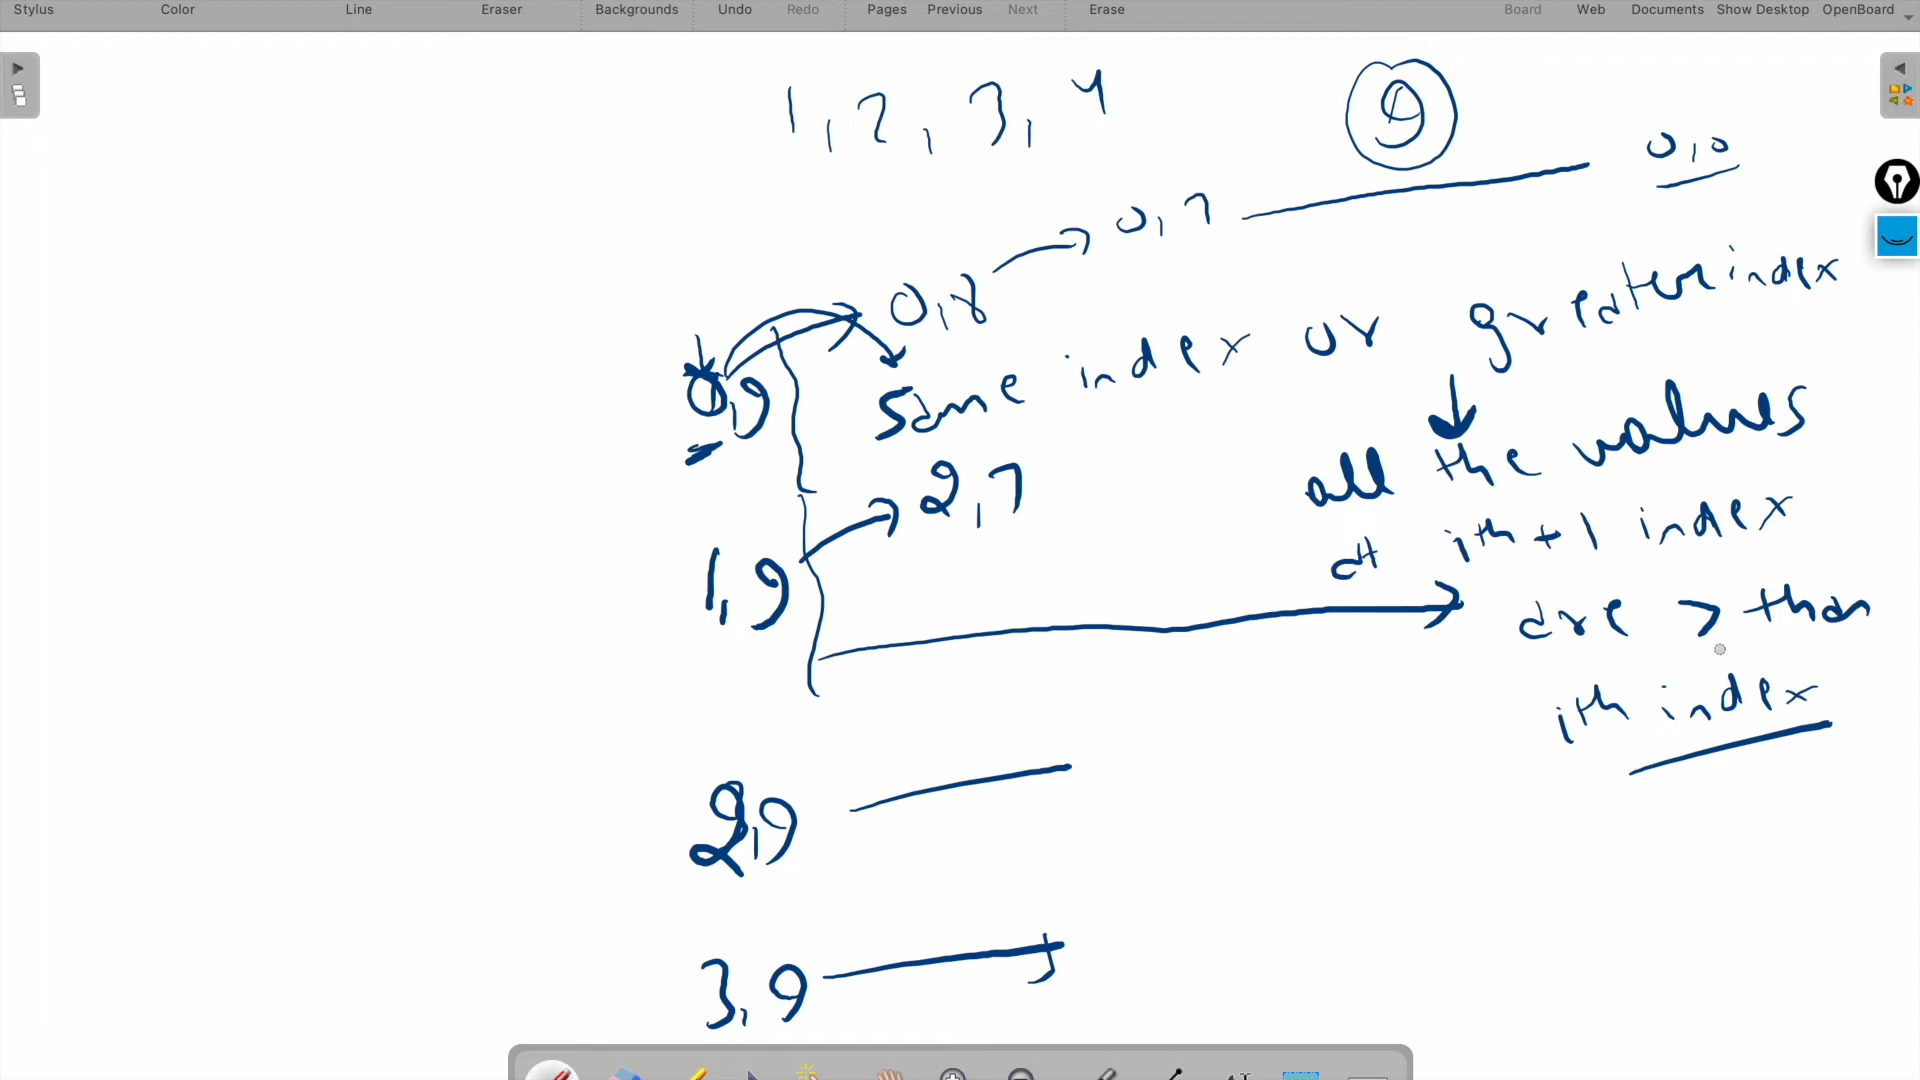 Stylus Color Line Eraser Backgrounds Undo Redo Pages Previous Next Erase Board Web Documents Show Desktop OpenBoard
1, 2, 3, 4
9
0,0
0,7
0,8
greater index
same index or
0,9
all the values
2,7
at ith + 1 index
1,9
are > than
ith index
2,9
3,9